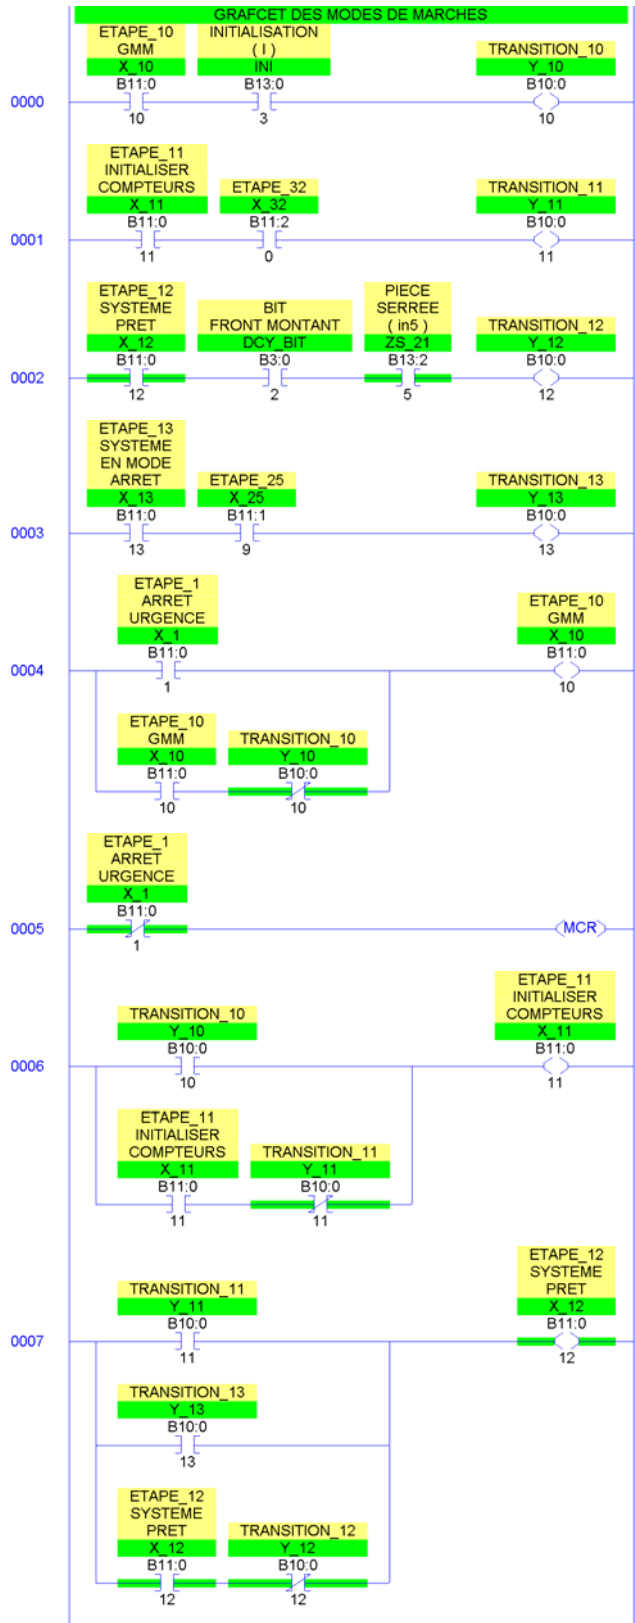 GRAFCET DES MODES DE MARCHES
ETAPE_10
GMM
X_10
B11:0
10
INITIALISATION
( I )
INI
B13:0
3
TRANSITION_10
Y_10
B10:0
10
0000
ETAPE_11
INITIALISER
COMPTEURS
X_11
B11:0
11
ETAPE_32
X_32
B11:2
0
TRANSITION_11
Y_11
B10:0
11
0001
ETAPE_12
SYSTEME
PRET
X_12
B11:0
12
BIT
FRONT MONTANT
DCY_BIT
B3:0
2
PIECE
SERREE
( in5 )
ZS_21
B13:2
5
TRANSITION_12
Y_12
B10:0
12
0002
ETAPE_13
SYSTEME
EN MODE
ARRET
X_13
B11:0
13
ETAPE_25
X_25
B11:1
9
TRANSITION_13
Y_13
B10:0
13
0003
ETAPE_1
ARRET
URGENCE
X_1
B11:0
1
ETAPE_10
GMM
X_10
B11:0
10
0004
ETAPE_10
GMM
X_10
B11:0
10
TRANSITION_10
Y_10
B10:0
10
ETAPE_1
ARRET
URGENCE
X_1
B11:0
1
MCR
0005
TRANSITION_10
Y_10
B10:0
10
ETAPE_11
INITIALISER
COMPTEURS
X_11
B11:0
11
0006
ETAPE_11
INITIALISER
COMPTEURS
X_11
B11:0
11
TRANSITION_11
Y_11
B10:0
11
TRANSITION_11
Y_11
B10:0
11
ETAPE_12
SYSTEME
PRET
X_12
B11:0
12
0007
TRANSITION_13
Y_13
B10:0
13
ETAPE_12
SYSTEME
PRET
X_12
B11:0
12
TRANSITION_12
Y_12
B10:0
12